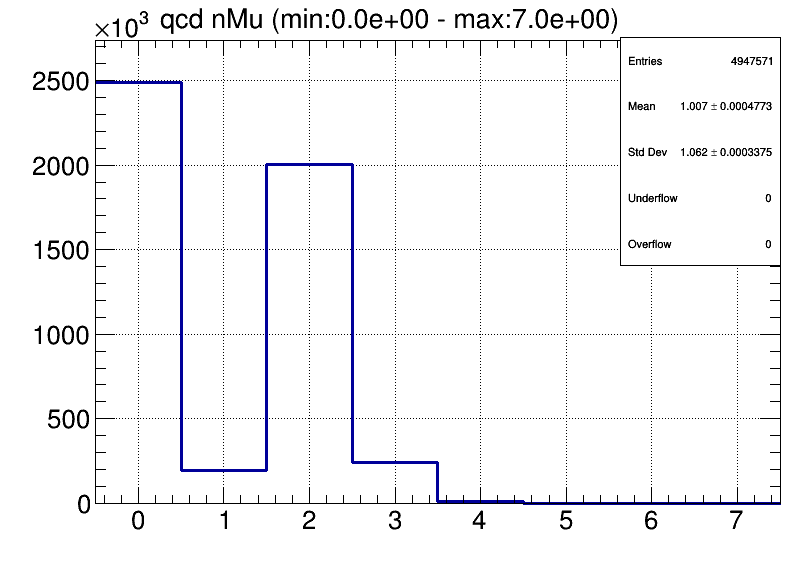 ×10³ qcd nMu (min:0.0e+00 - max:7.0e+00)
Entries 4947571
Mean 1.007 ± 0.0004773
Std Dev 1.062 ± 0.0003375
Underflow 0
Overflow 0
2500
2000
1500
1000
500
0
0 1 2 3 4 5 6 7